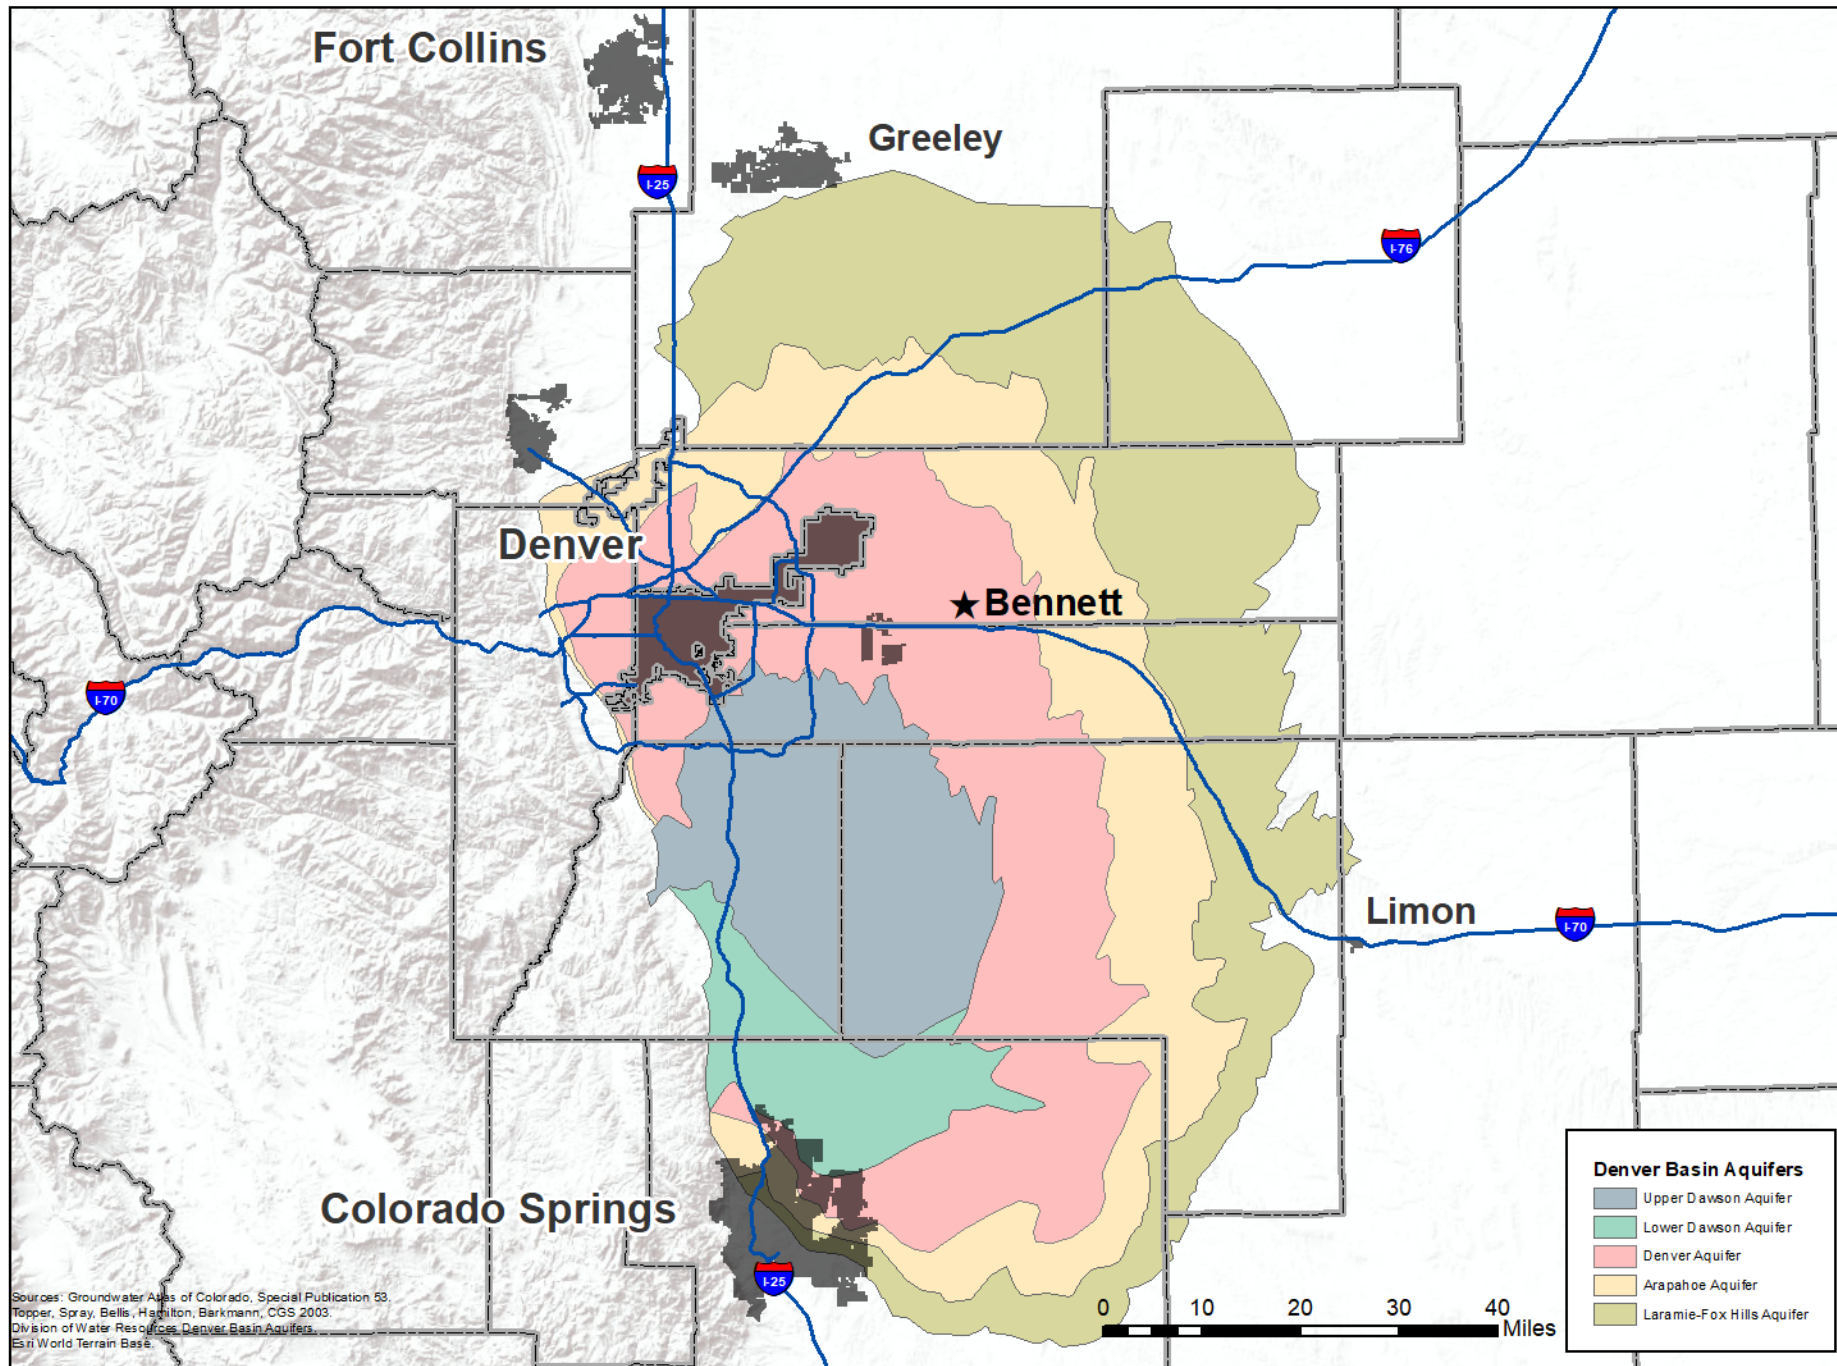 Fort Collins
Greeley
I-25
I-76
Denver
★Bennett
I-70
Limon
I-70
Colorado Springs
I-25
Denver Basin Aquifers
Upper Dawson Aquifer
Lower Dawson Aquifer
Denver Aquifer
Arapahoe Aquifer
Laramie-Fox Hills Aquifer
0 10 20 30 40
Miles
Sources: Groundwater Atlas of Colorado, Special Publication 53.
Topper, Spray, Bellis, Hamilton, Barkmann, CGS 2003.
Division of Water Resources Denver Basin Aquifers.
Esri World Terrain Base.